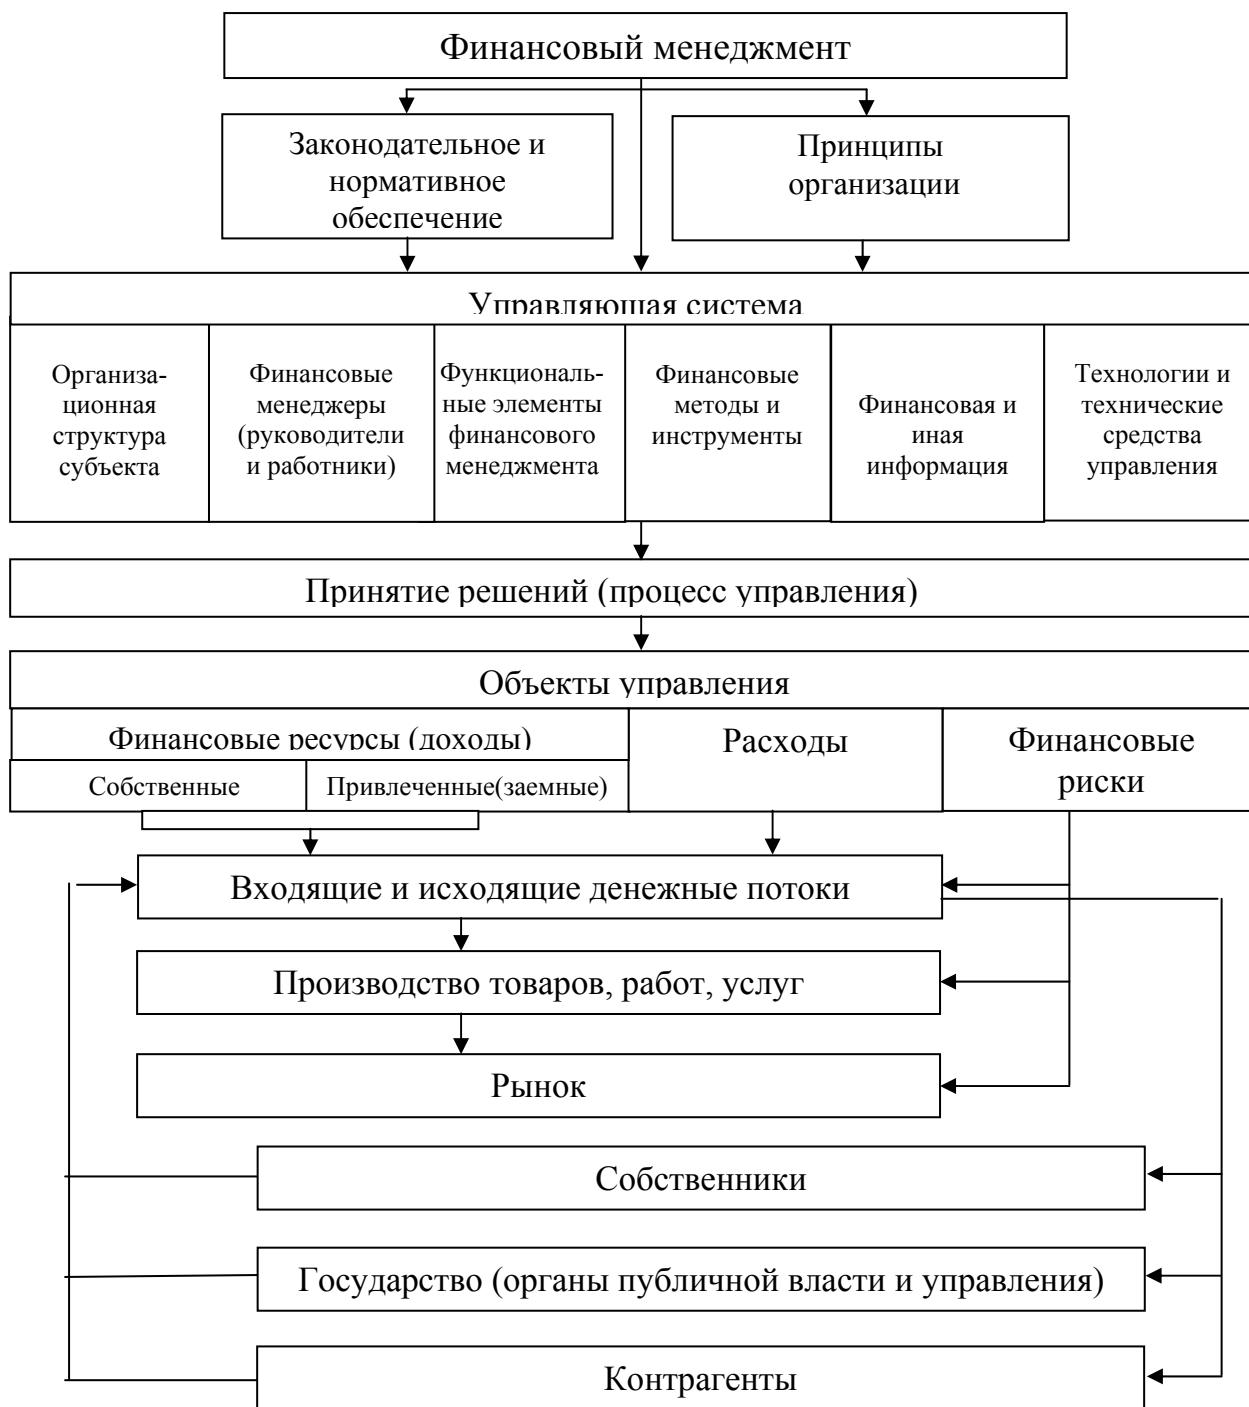 Финансовый менеджмент
Законодательное и
нормативное
обеспечение
Принципы
организации
Управляющая система
Организа-
ционная
структура
субъекта
Финансовые
менеджеры
(руководители
и работники)
Функциональ-
ные элементы
финансового
менеджмента
Финансовые
методы и
инструменты
Финансовая и
иная
информация
Технологии и
технические
средства
управления
Принятие решений (процесс управления)
Объекты управления
Финансовые ресурсы (доходы)
Собственные
Привлеченные(заемные)
Расходы
Финансовые
риски
Входящие и исходящие денежные потоки
Производство товаров, работ, услуг
Рынок
Собственники
Государство (органы публичной власти и управления)
Контрагенты